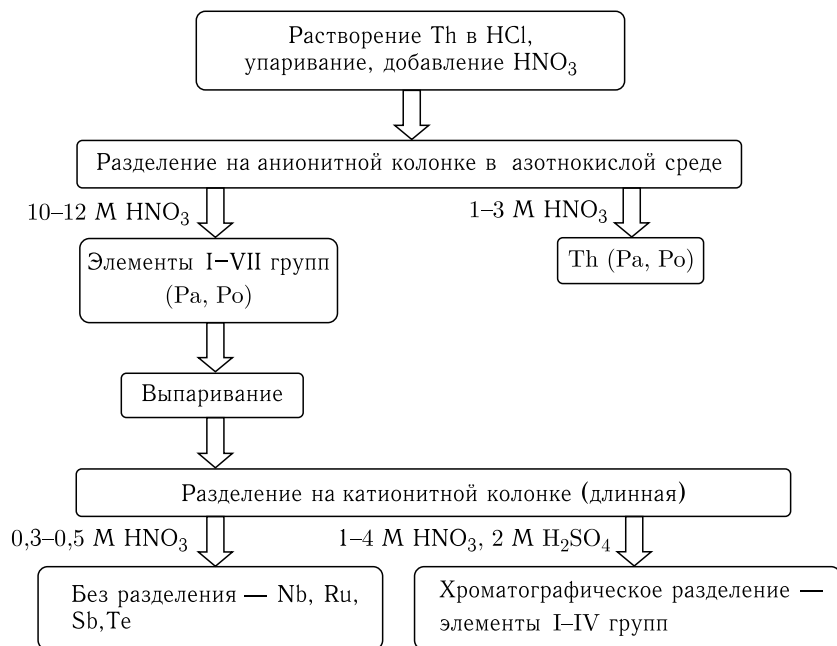 Растворение Th в HCl,
упаривание, добавление HNO₃
Разделение на анионитной колонке в азотнокислой среде
10–12 М HNO₃
1–3 М HNO₃
Элементы I–VII групп
(Pa, Po)
Th (Pa, Po)
Выпаривание
Разделение на катионитной колонке (длинная)
0,3–0,5 М HNO₃
1–4 М HNO₃, 2 М H₂SO₄
Без разделения — Nb, Ru,
Sb,Te
Хроматографическое разделение —
элементы I–IV групп